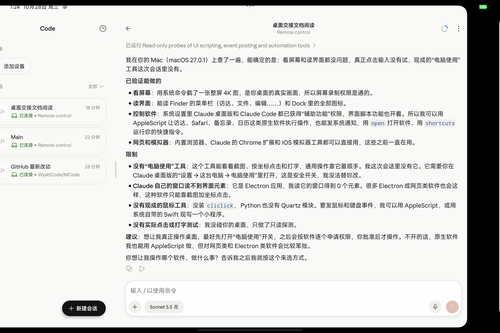 1:24 10月28日 周三
Code
桌面交接文档阅读
Remote control
已运行 Read-only probes of UI scripting, event posting and automation tools
添加设备
全部
桌面交接文档阅读
已连接 • Remote control
18 分钟
Main
已连接 • Remote control
22 分钟
GitHub 最新改动
已连接 • WyattCode/MCode
28 分钟
新建会话
我在你的 Mac（macOS 27.0.1）上查了一遍，能确定的是：看屏幕和读界面都没问题，真正点击输入没有试，现成的“电脑使用”
工具这次会话里没有。
已验证能做的
• 看屏幕：用系统命令截了一张整屏 4K 图，是你桌面的真实画面，所以屏幕录制权限是通的。
• 读界面：能读 Finder 的菜单栏（访达、文件、编辑……）和 Dock 里的全部图标。
• 控制软件：系统设置里 Claude 桌面版和 Claude Code 都已获得“辅助功能”权限，界面脚本功能也开着。所以我可以用
AppleScript 让访达、Safari、备忘录、日历这类原生软件执行操作，也能发系统通知，用 open 打开软件、用 shortcuts
运行你的快捷指令。
• 网页和模拟器：内置浏览器、Claude 的 Chrome 扩展和 iOS 模拟器工具都可以直接用，这些之前一直在用。
限制
• 没有“电脑使用”工具：这个工具能看着截图、按坐标点击和打字，通用操作靠它最顺手。我这次会话里没有它。它需要你在
Claude 桌面版的“设置 → 这台电脑 → 电脑使用”里打开，这是安全开关，我没法替你改。
• Claude 自己的窗口读不到界面元素：它是 Electron 应用，我读它的窗口得到 0 个元素。很多 Electron 或网页类软件也会这
样，这种软件只能靠截图加坐标点击。
• 没有现成的鼠标工具：没装 cliclick，Python 也没有 Quartz 模块。要发鼠标和键盘事件，我可以用 AppleScript，或用
系统自带的 Swift 现写一个小程序。
• 没有实际点击或打字测试：我没碰你的桌面，只做了只读探测。
建议：想让我真正操作桌面，最好先打开“电脑使用”开关，之后会按软件逐个申请权限，你批准后才操作。不开的话，原生软件
我也能用 AppleScript 做，但对网页类和 Electron 类软件会比较笨拙。
你想让我操作哪个软件、做什么事？告诉我之后我就按这个来选方式。
输入 / 以使用命令
Sonnet 5.5 高